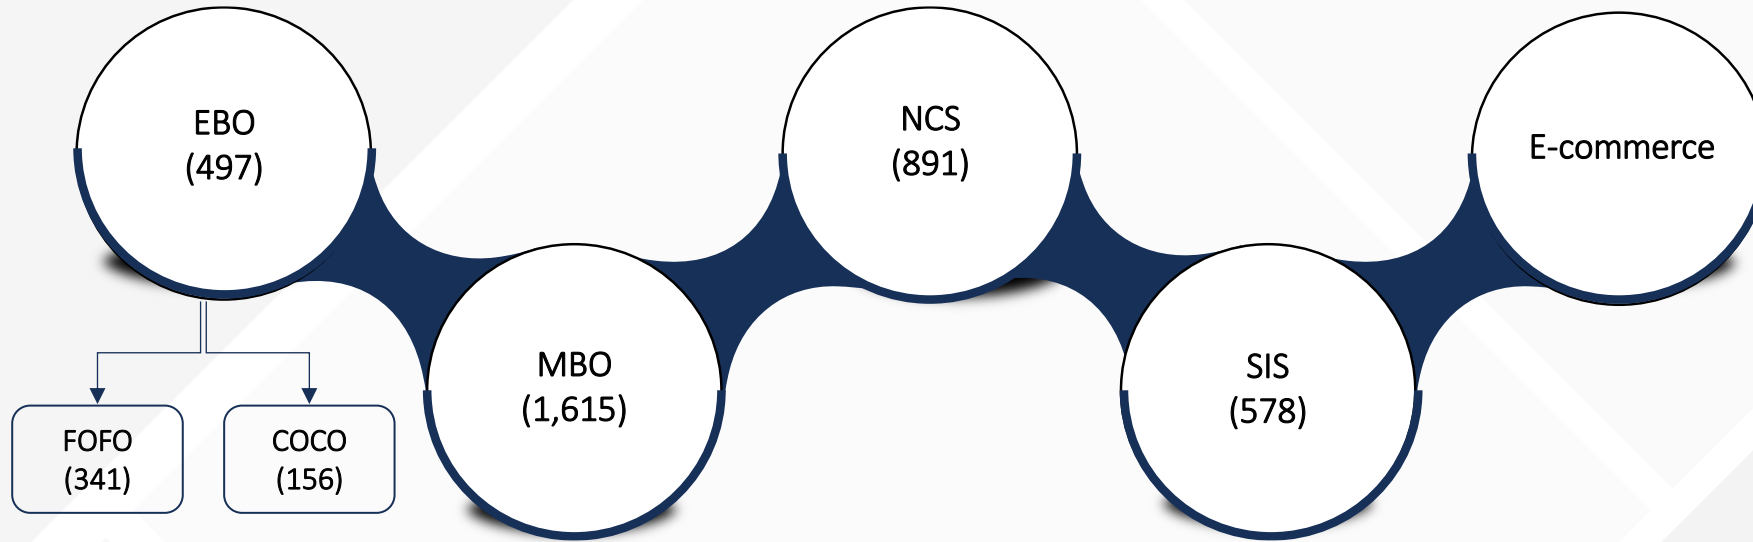 EBO
(497)
FOFO
(341)
COCO
(156)
MBO
(1,615)
NCS
(891)
SIS
(578)
E-commerce